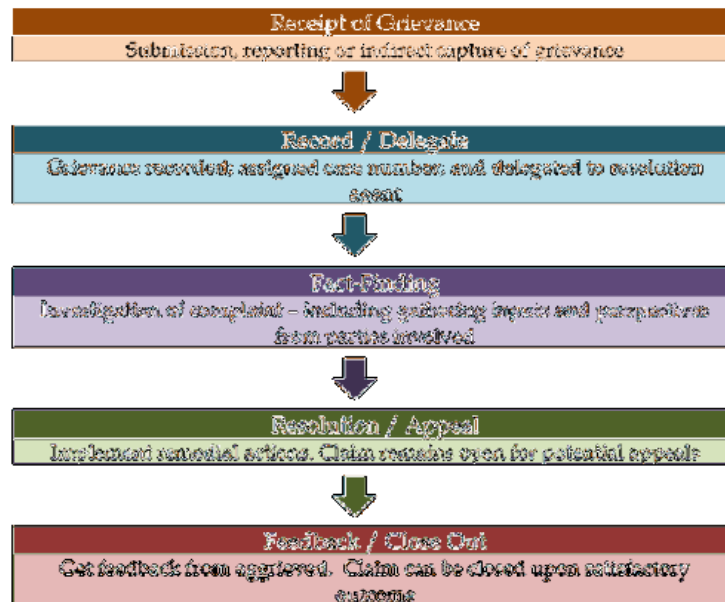 Receipt of Grievance
Submission, reporting or indirect capture of grievance
Record / Delegate
Grievance recorded; assigned case number; and delegated to resolution
agent
Fact-Finding
Investigation of complaint – including gathering inputs and perspectives
from parties involved
Resolution / Appeal
Implement remedial actions. Claim remains open for potential appeals
Feedback / Close Out
Get feedback from aggrieved. Claim can be closed upon satisfactory
outcome